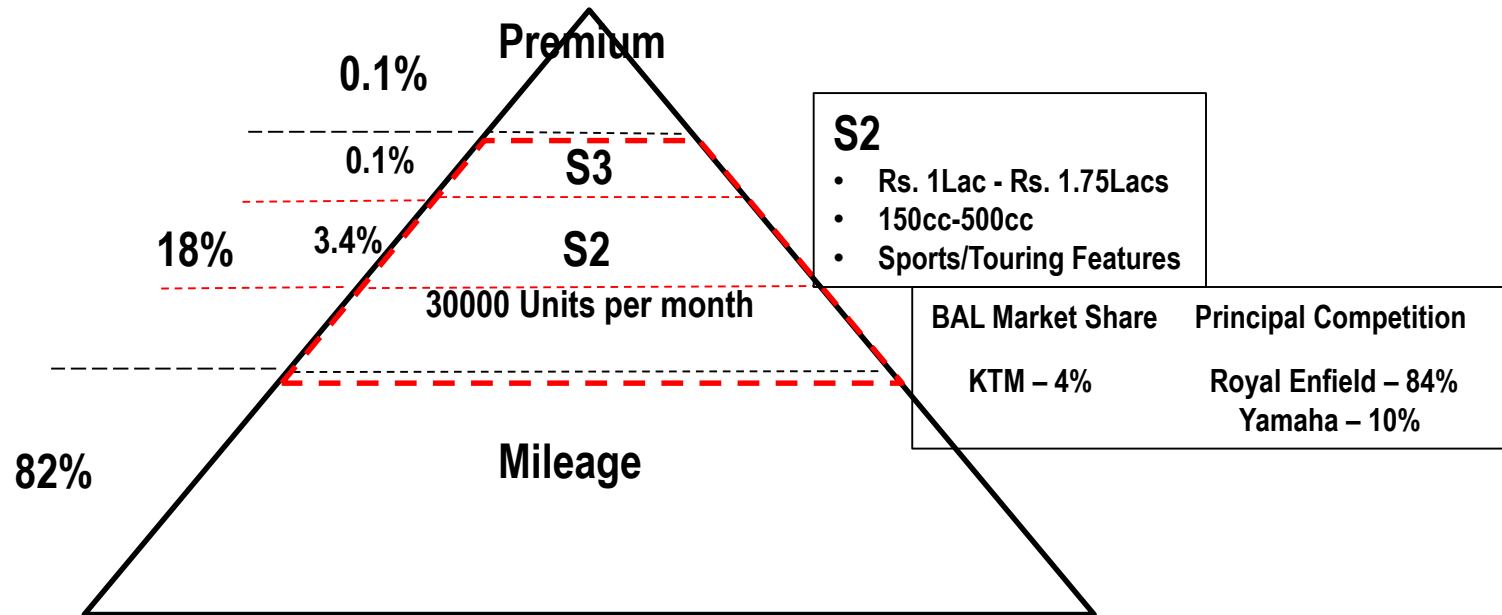 Premium
0.1%
S2
• Rs. 1Lac - Rs. 1.75Lacs
• 150cc-500cc
• Sports/Touring Features
0.1%
S3
18%
3.4%
S2
30000 Units per month
BAL Market Share Principal Competition
KTM – 4% Royal Enfield – 84%
Yamaha – 10%
82%
Mileage